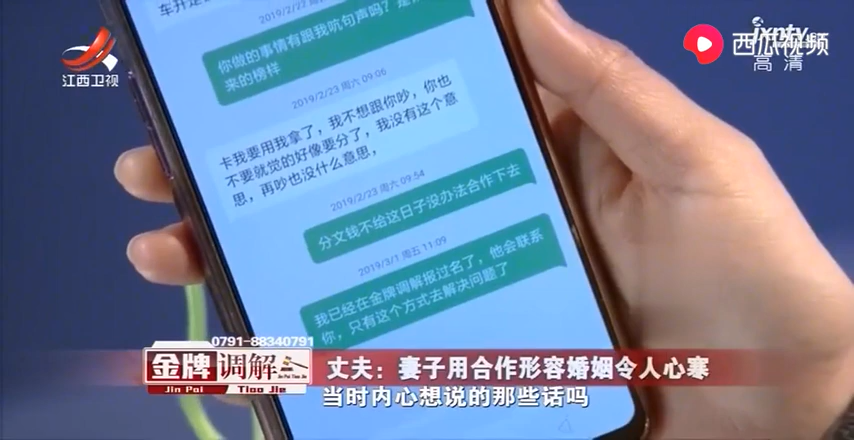 车升
2019/2/22 周
你做的事情有跟我吭句声吗？是
来的榜样
2019/2/23 周六 09:06
卡我要用我拿了，我不想跟你吵，你也
不要就觉的好像要分了，我没有这个意
思，再吵也没什么意思，
2019/2/23 周六 09:54
分文钱不给这日子没办法合作下去
2019/3/1 周五 11:09
我已经在金牌调解报过名了，他会联系
你，只有这个方式去解决问题了
江西卫视
jxntv
西瓜视频
高清
0791-88340791
金牌调解
Jin Pai Tiao Jie
丈夫：妻子用合作形容婚姻令人心寒
当时内心想说的那些话吗